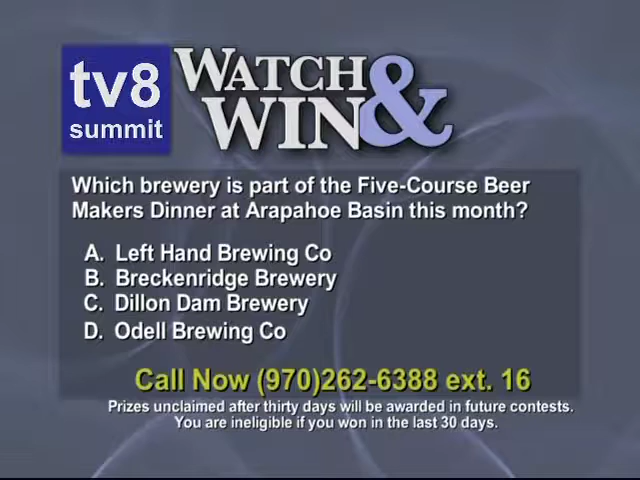 tv8
summit
WATCH &
WIN
Which brewery is part of the Five-Course Beer
Makers Dinner at Arapahoe Basin this month?
A. Left Hand Brewing Co
B. Breckenridge Brewery
C. Dillon Dam Brewery
D. Odell Brewing Co
Call Now (970)262-6388 ext. 16
Prizes unclaimed after thirty days will be awarded in future contests.
You are ineligible if you won in the last 30 days.